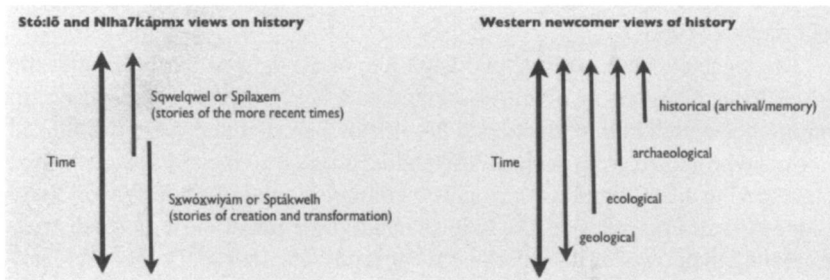 Stó:lō and Nlha7kápmx views on history
Time
Sqwelqwel or Spílaxem
(stories of the more recent times)
Sxwóxwiyám or Sptákwelh
(stories of creation and transformation)
Western newcomer views of history
Time
historical (archival/memory)
archaeological
ecological
geological